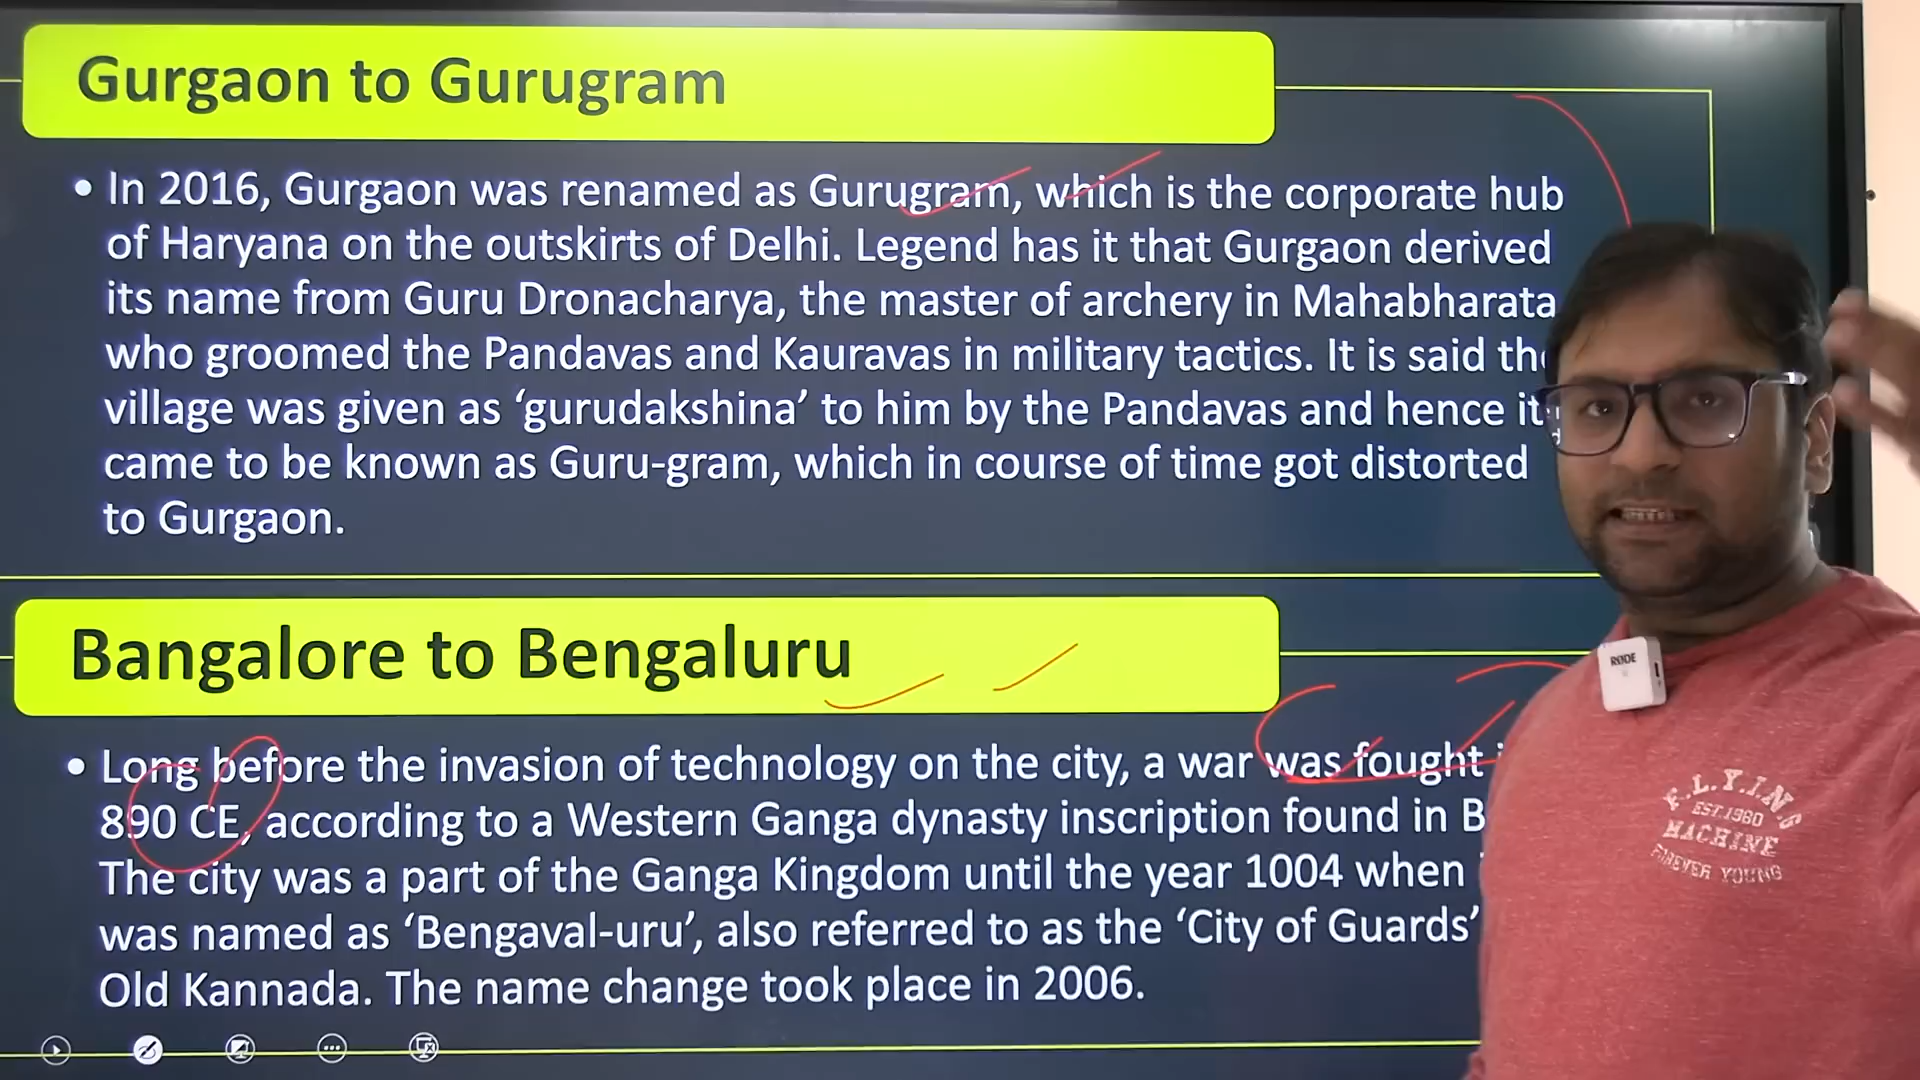 Gurgaon to Gurugram
• In 2016, Gurgaon was renamed as Gurugram, which is the corporate hub
of Haryana on the outskirts of Delhi. Legend has it that Gurgaon derived
its name from Guru Dronacharya, the master of archery in Mahabharata
who groomed the Pandavas and Kauravas in military tactics. It is said
village was given as ‘gurudakshina’ to him by the Pandavas and hence it
came to be known as Guru-gram, which in course of time got distorted
to Gurgaon.
Bangalore to Bengaluru
• Long before the invasion of technology on the city, a war was fought
890 CE, according to a Western Ganga dynasty inscription found in
The city was a part of the Ganga Kingdom until the year 1004 when
was named as ‘Bengaval-uru’, also referred to as the ‘City of Guards’
Old Kannada. The name change took place in 2006.
RØDE
F.L.Y.I.N.G
EST.1980
MACHINE
FOREVER YOUNG